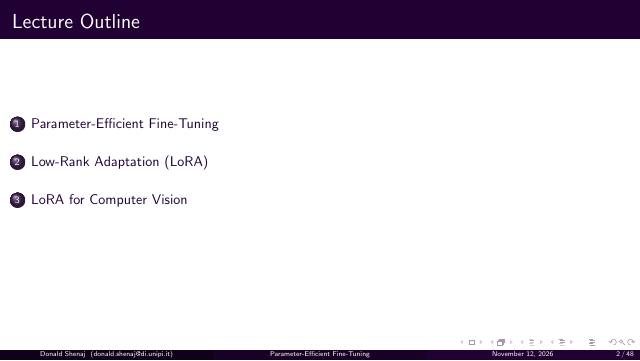 Lecture Outline
1 Parameter-Efficient Fine-Tuning
2 Low-Rank Adaptation (LoRA)
3 LoRA for Computer Vision
Donald Shenaj (donald.shenaj@di.unipi.it) Parameter-Efficient Fine-Tuning November 12, 2026 2 / 48